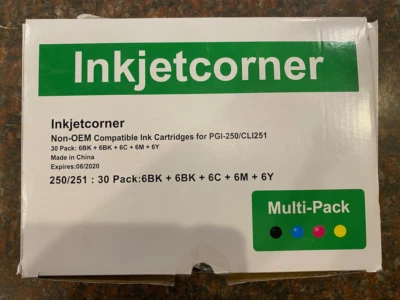 Inkjetcorner
Inkjetcorner
Non-OEM Compatible Ink Cartridges for PGI-250/CLI251
30 Pack: 6BK + 6BK + 6C + 6M + 6Y
Made in China
Expires:08/2020
250/251 : 30 Pack:6BK + 6BK + 6C + 6M + 6Y
Multi-Pack